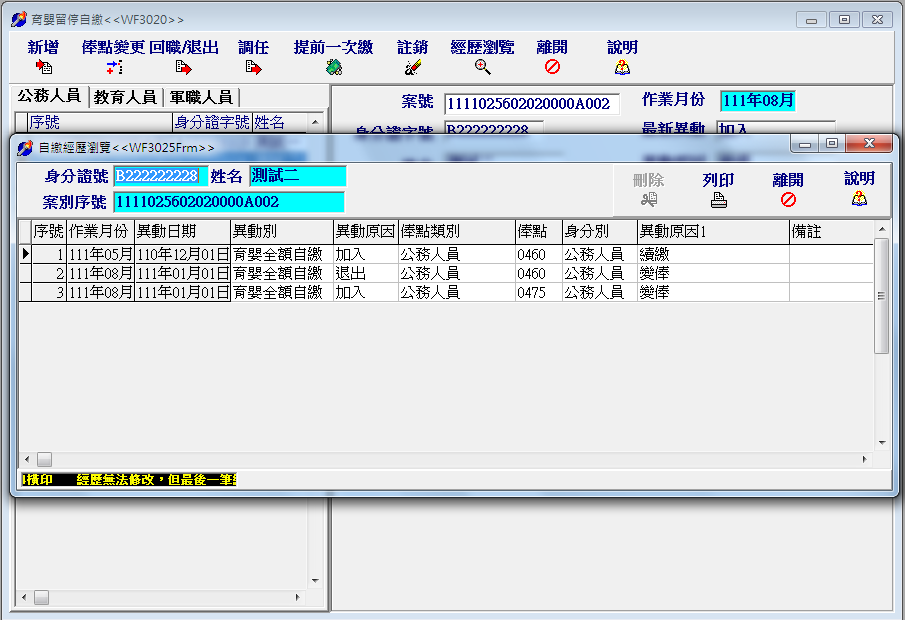 育嬰留停自繳<<WF3020>>
新增 俸點變更 回職/退出 調任 提前一次繳 註銷 經歷瀏覽 離開 說明
公務人員 教育人員 軍職人員
序號 身分證字號 姓名
案號 1111025602020000A002 作業月份 111年08月
身分證字號 B222222228 最新異動 加入
自繳經歷瀏覽<<WF3025Frm>>
身分證號 B222222228 姓名 測試二
案別序號 1111025602020000A002
刪除 列印 離開 說明
序號 作業月份 異動日期 異動別 異動原因 俸點類別 俸點 身分別 異動原因1 備註
1 111年05月 110年12月01日 育嬰全額自繳 加入 公務人員 0460 公務人員 續繳
2 111年08月 111年01月01日 育嬰全額自繳 退出 公務人員 0460 公務人員 變俸
3 111年08月 111年01月01日 育嬰全額自繳 加入 公務人員 0475 公務人員 變俸
橫印 經歷無法修改，但最後一筆